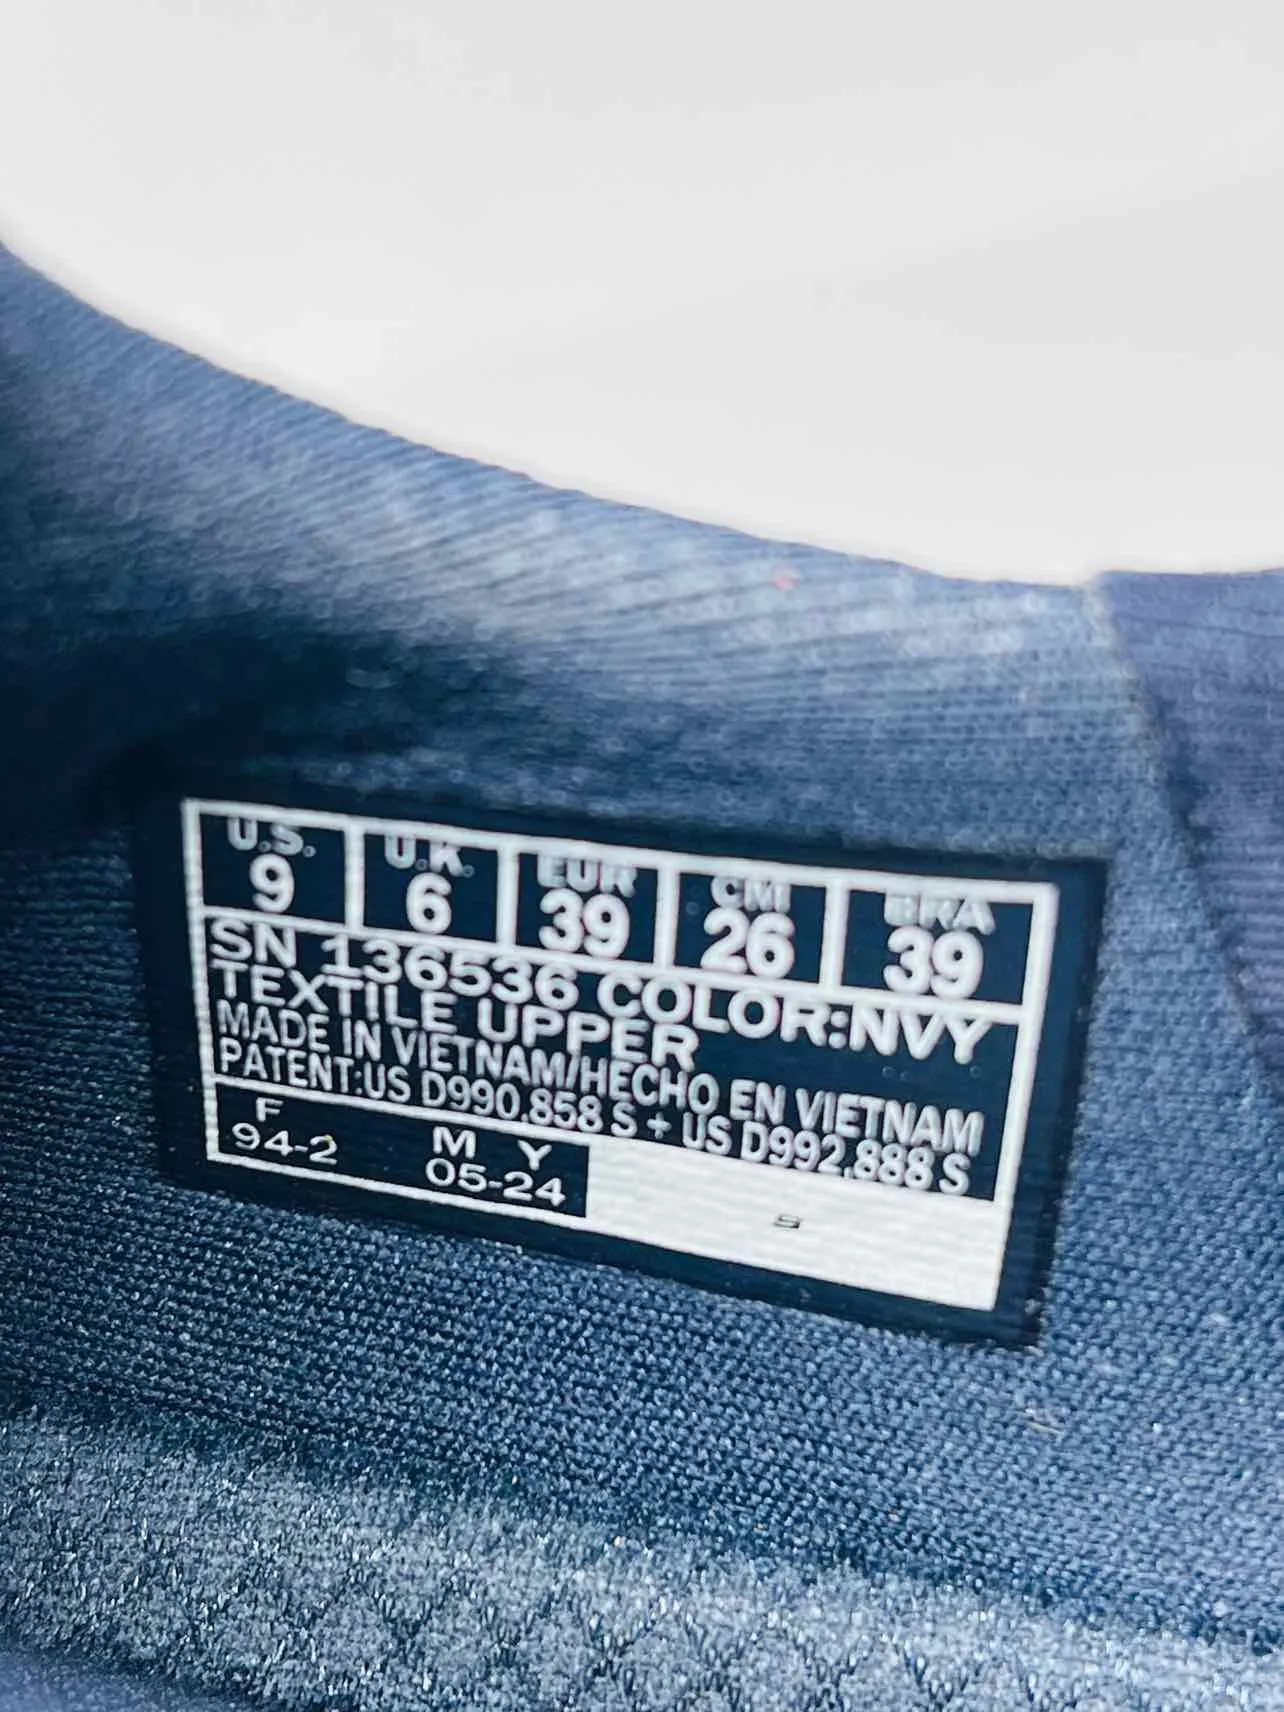 U.S. U.K. EUR CM BRA
9 6 39 26 39
SN 136536 COLOR:NVY
TEXTILE UPPER
MADE IN VIETNAM/HECHO EN VIETNAM
PATENT:US D990,858 S + US D992,888 S
F M Y
94-2 05-24
S